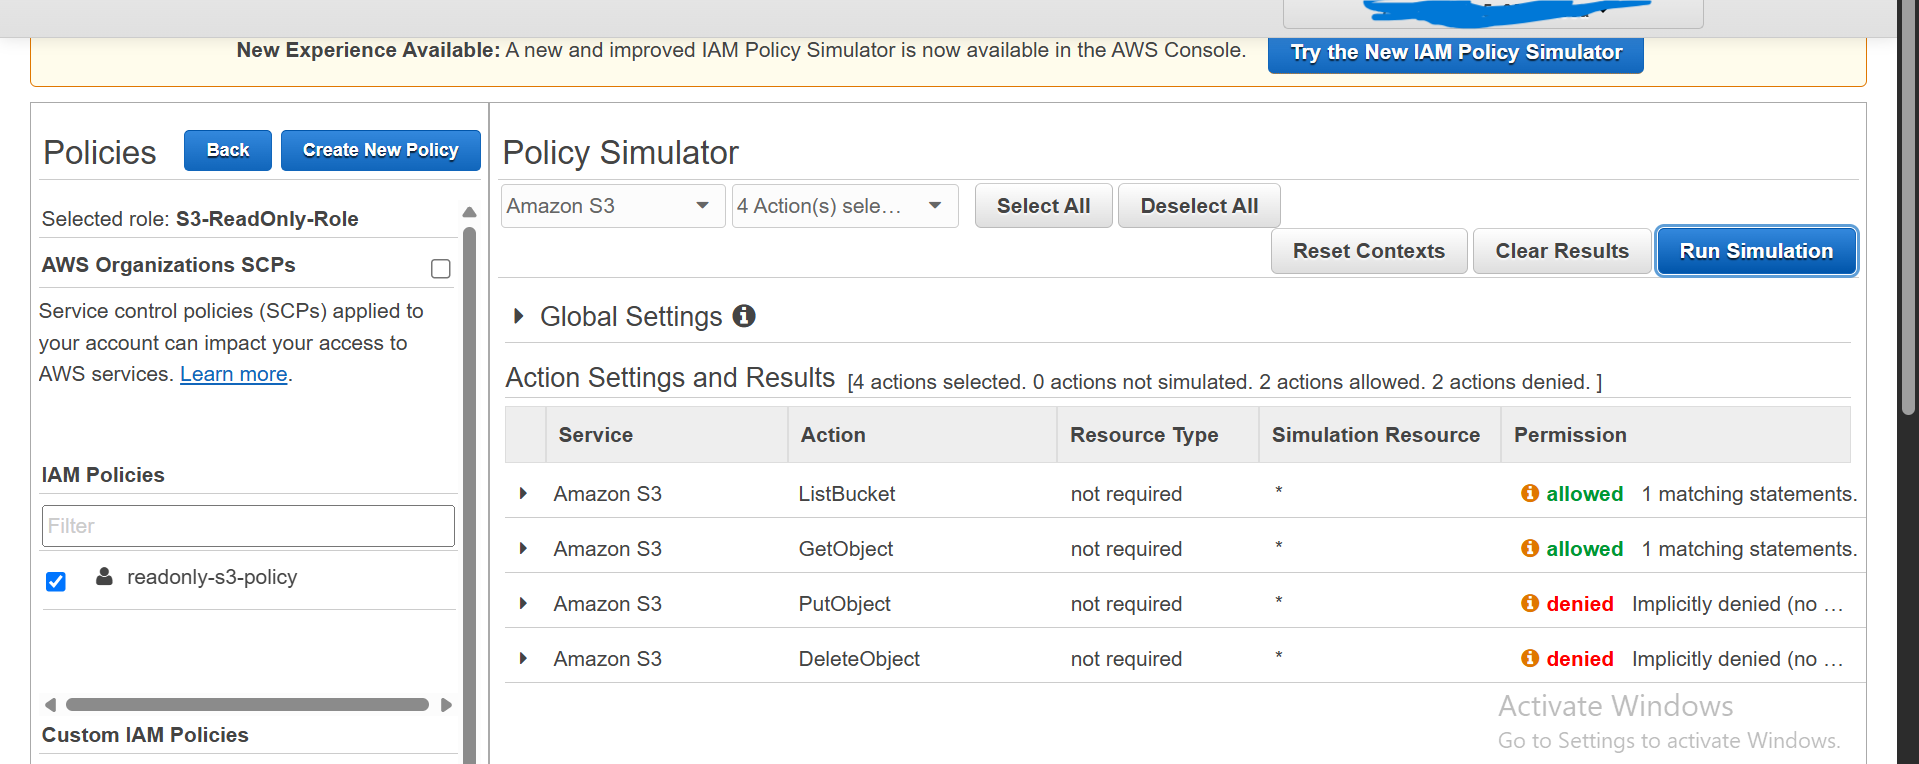 New Experience Available: A new and improved IAM Policy Simulator is now available in the AWS Console. Try the New IAM Policy Simulator
Policies Back Create New Policy
Selected role: S3-ReadOnly-Role
AWS Organizations SCPs
Service control policies (SCPs) applied to
your account can impact your access to
AWS services. Learn more.
IAM Policies
Filter
readonly-s3-policy
Custom IAM Policies
Policy Simulator
Amazon S3 4 Action(s) sele... Select All Deselect All
Reset Contexts Clear Results Run Simulation
Global Settings
Action Settings and Results [4 actions selected. 0 actions not simulated. 2 actions allowed. 2 actions denied. ]
Service Action Resource Type Simulation Resource Permission
Amazon S3 ListBucket not required * allowed 1 matching statements.
Amazon S3 GetObject not required * allowed 1 matching statements.
Amazon S3 PutObject not required * denied Implicitly denied (no ...
Amazon S3 DeleteObject not required * denied Implicitly denied (no ...
Activate Windows
Go to Settings to activate Windows.